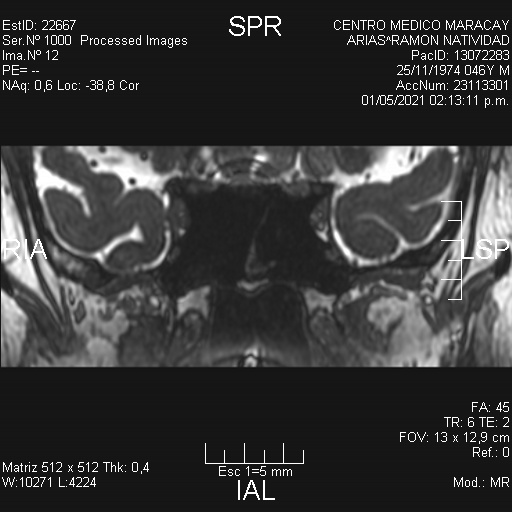 EstID: 22667
Ser.Nº 1000  Processed Images
Ima.Nº 12
PE= --
NAq: 0,6 Loc: -38,8 Cor
SPR
CENTRO MEDICO MARACAY
ARIAS^RAMON NATIVIDAD
PacID: 13072283
25/11/1974 046Y M
AccNum: 23113301
01/05/2021 02:13:11 p.m.
RIA
LSP
FA: 45
TR: 6 TE: 2
FOV: 13 x 12,9 cm
Ref.: 0
Matriz 512 x 512 Thk: 0,4
W:10271 L:4224
Esc 1=5 mm
IAL
Mod.: MR